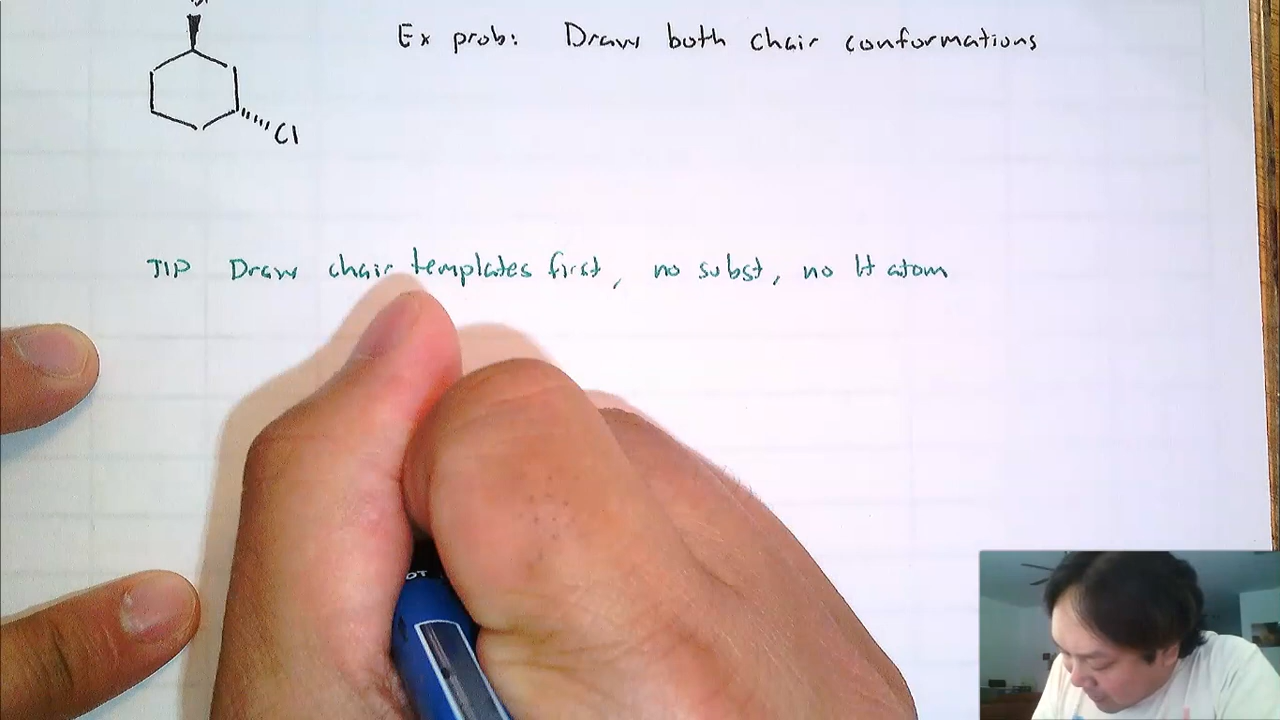 Ex prob: Draw both chair conformations
Cl
TIP Draw chair templates first, no subst, no H atom